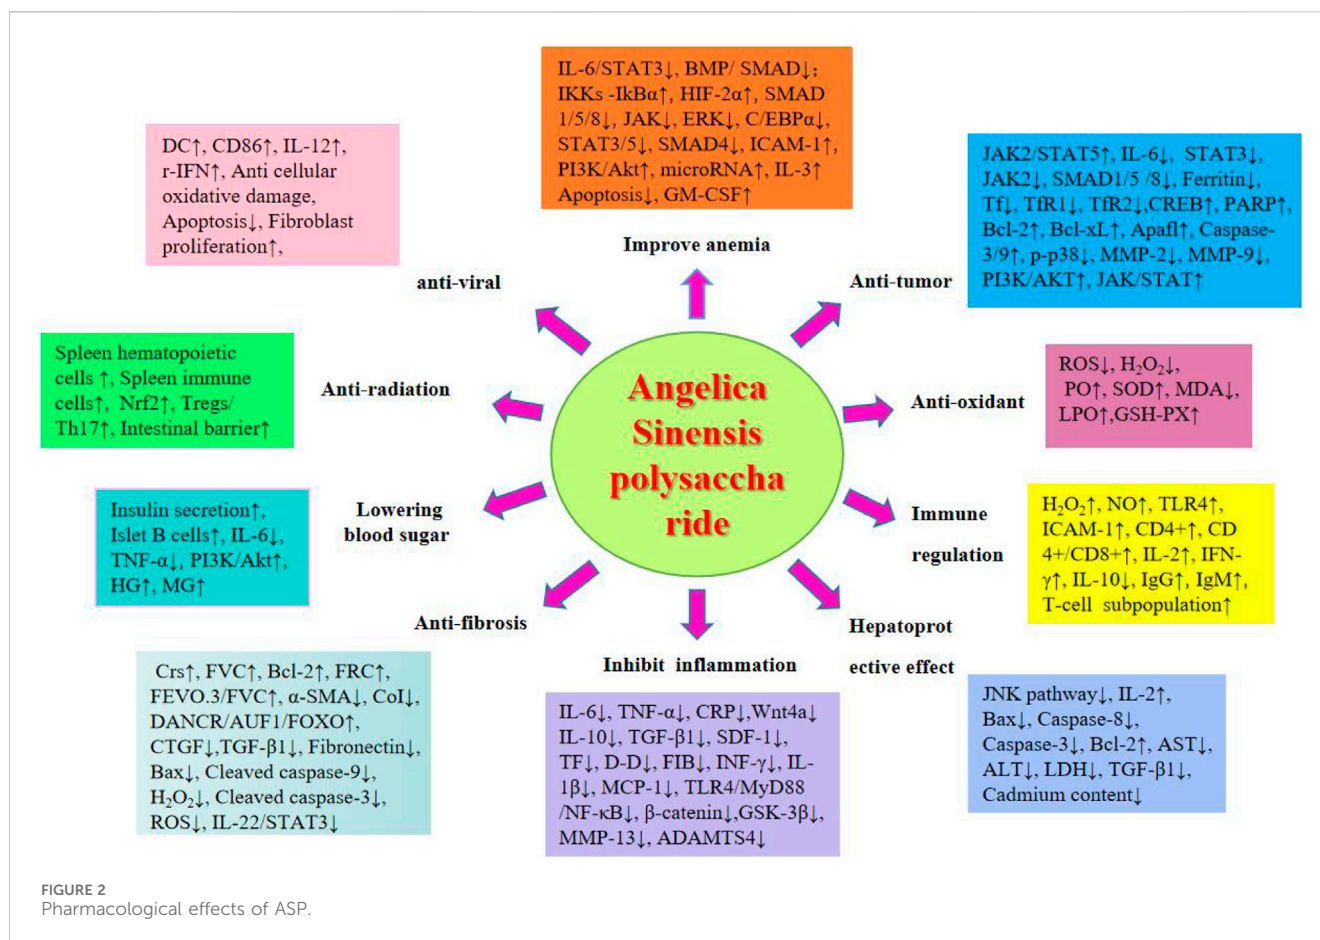 IL-6/STAT3↓, BMP/ SMAD↓;
IKKs -IkBα↑, HIF-2α↑, SMAD
1/5/8↓, JAK↓, ERK↓, C/EBPα↓,
STAT3/5↓, SMAD4↓, ICAM-1↑,
PI3K/Akt↑, microRNA↑, IL-3↑
Apoptosis↓, GM-CSF↑
Improve anemia
DC↑, CD86↑, IL-12↑,
r-IFN↑, Anti cellular
oxidative damage,
Apoptosis↓, Fibroblast
proliferation↑,
anti-viral
JAK2/STAT5↑, IL-6↓, STAT3↓,
JAK2↓, SMAD1/5 /8↓, Ferritin↓,
Tf↓, TfR1↓, TfR2↓,CREB↑, PARP↑,
Bcl-2↑, Bcl-xL↑, Apafl↑, Caspase-
3/9↑, p-p38↓, MMP-2↓, MMP-9↓,
PI3K/AKT↑, JAK/STAT↑
Anti-tumor
Spleen hematopoietic
cells ↑, Spleen immune
cells↑, Nrf2↑, Tregs/
Th17↑, Intestinal barrier↑
Anti-radiation
Angelica
Sinensis
polysaccha
ride
Anti-oxidant
ROS↓, H₂O₂↓,
PO↑, SOD↑, MDA↓,
LPO↑,GSH-PX↑
Insulin secretion↑,
Islet B cells↑, IL-6↓,
TNF-α↓, PI3K/Akt↑,
HG↑, MG↑
Lowering
blood sugar
Immune
regulation
H₂O₂↑, NO↑, TLR4↑,
ICAM-1↑, CD4+↑, CD
4+/CD8+↑, IL-2↑, IFN-
γ↑, IL-10↓, IgG↑, IgM↑,
T-cell subpopulation↑
Anti-fibrosis
Crs↑, FVC↑, Bcl-2↑, FRC↑,
FEVO.3/FVC↑, α-SMA↓, CoI↓,
DANCR/AUF1/FOXO↑,
CTGF↓,TGF-β1↓, Fibronectin↓,
Bax↓, Cleaved caspase-9↓,
H₂O₂↓, Cleaved caspase-3↓,
ROS↓, IL-22/STAT3↓
Inhibit inflammation
IL-6↓, TNF-α↓, CRP↓,Wnt4a↓
IL-10↓, TGF-β1↓, SDF-1↓,
TF↓, D-D↓, FIB↓, INF-γ↓, IL-
1β↓, MCP-1↓, TLR4/MyD88
/NF-κB↓, β-catenin↓,GSK-3β↓,
MMP-13↓, ADAMTS4↓
Hepatoprot
ective effect
JNK pathway↓, IL-2↑,
Bax↓, Caspase-8↓,
Caspase-3↓, Bcl-2↑, AST↓,
ALT↓, LDH↓, TGF-β1↓,
Cadmium content↓
FIGURE 2
Pharmacological effects of ASP.